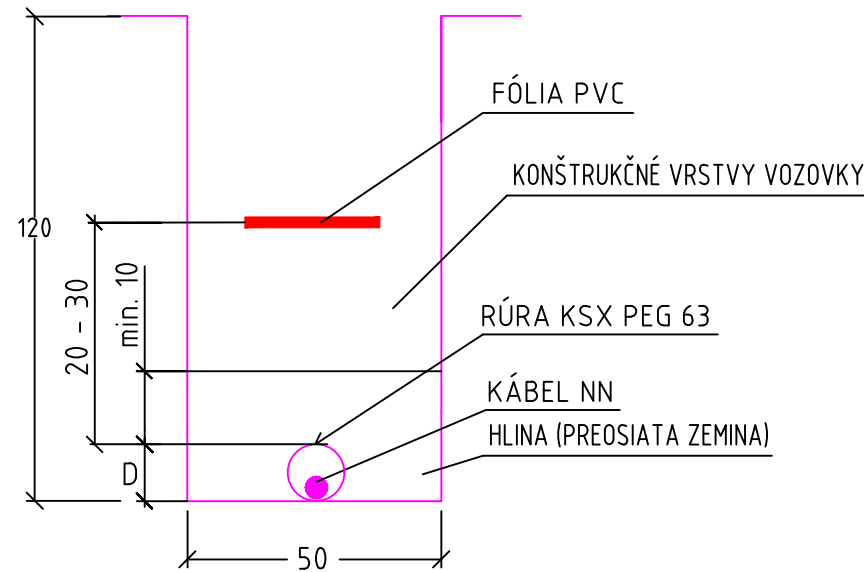 FÓLIA PVC
KONŠTRUKČNÉ VRSTVY VOZOVKY
120
min. 10
20 - 30
RÚRA KSX PEG 63
KÁBEL NN
HLINA (PREOSIATA ZEMINA)
D
50